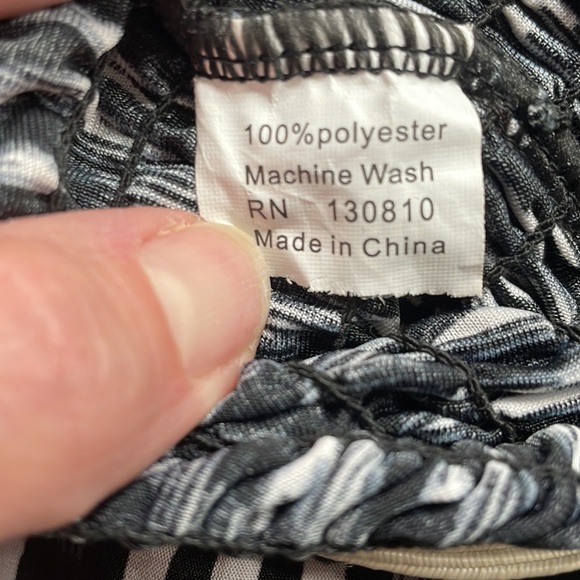 100%polyester
Machine Wash
RN 130810
Made in China